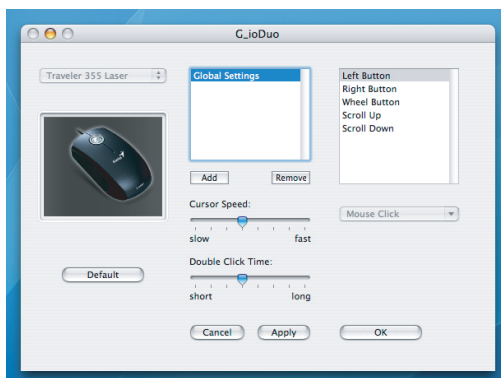 G_ioDuo
Traveler 355 Laser
Global Settings
Add
Remove
Cursor Speed:
slow
fast
Double Click Time:
short
long
Default
Cancel
Apply
Left Button
Right Button
Wheel Button
Scroll Up
Scroll Down
Mouse Click
OK